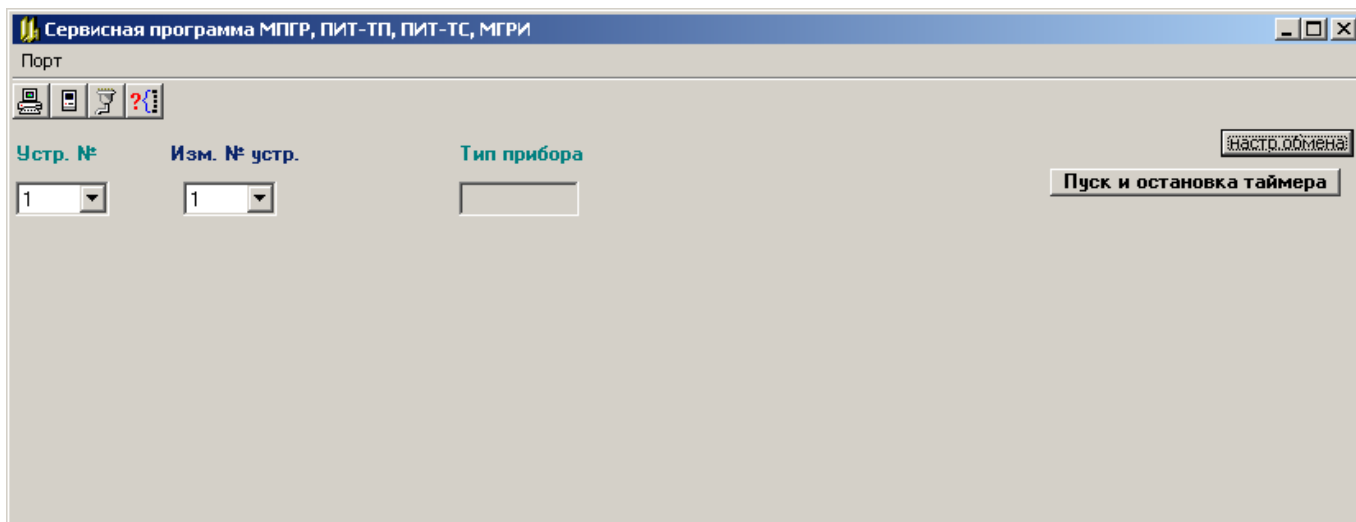 Сервисная программа МПГР, ПИТ-ТП, ПИТ-ТС, МГРИ
Порт
?{
настр.обмена
Устр. № Изм. № устр. Тип прибора
Пуск и остановка таймера
1 1